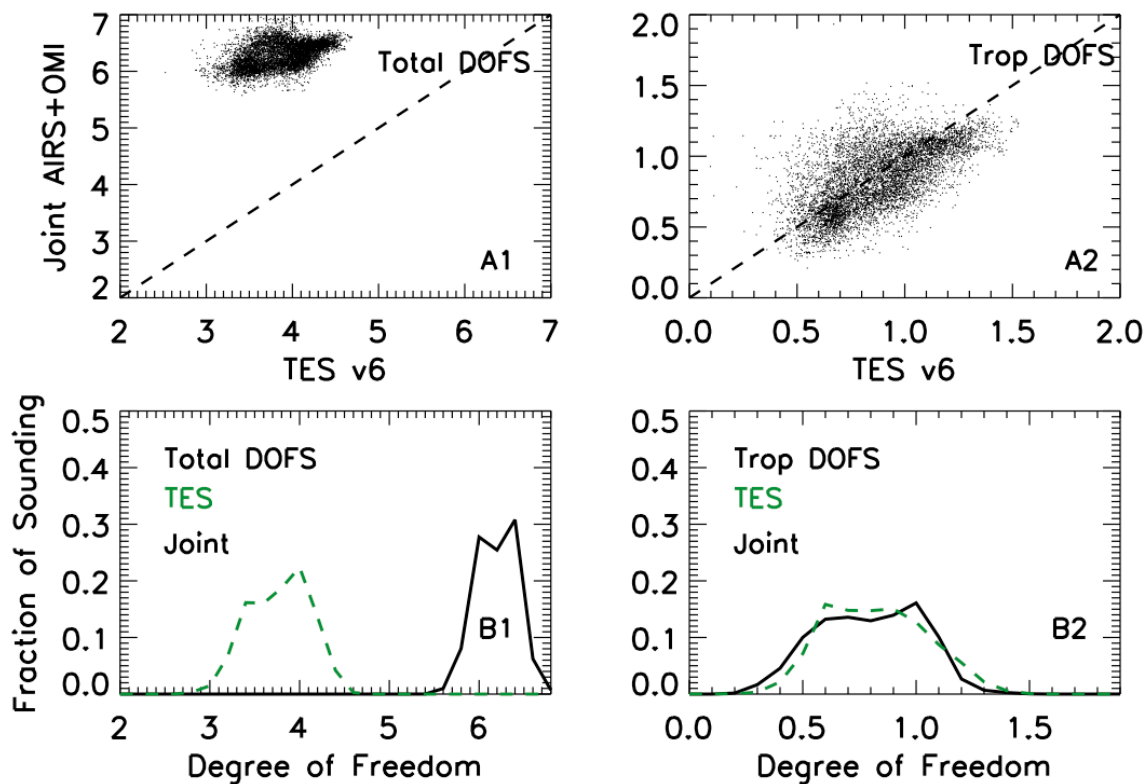 Joint AIRS+OMI
7
6
5
4
3
2
Total DOFS
A1
2 3 4 5 6 7
TES v6
2.0
1.5
1.0
0.5
0.0
Trop DOFS
A2
0.0 0.5 1.0 1.5 2.0
TES v6
Fraction of Sounding
0.5
0.4
0.3
0.2
0.1
0.0
Total DOFS
TES
Joint
B1
2 3 4 5 6
Degree of Freedom
0.5
0.4
0.3
0.2
0.1
0.0
Trop DOFS
TES
Joint
B2
0.0 0.5 1.0 1.5
Degree of Freedom